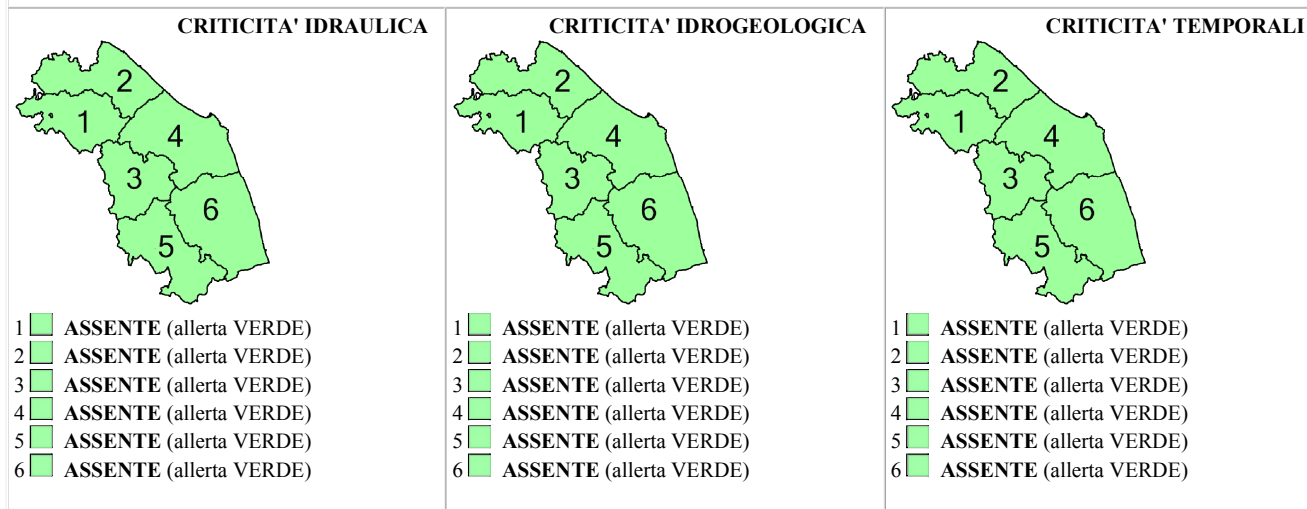 CRITICITA' IDRAULICA
2
1
4
3
6
5
1 ASSENTE (allerta VERDE)
2 ASSENTE (allerta VERDE)
3 ASSENTE (allerta VERDE)
4 ASSENTE (allerta VERDE)
5 ASSENTE (allerta VERDE)
6 ASSENTE (allerta VERDE)
CRITICITA' IDROGEOLOGICA
2
1
4
3
6
5
1 ASSENTE (allerta VERDE)
2 ASSENTE (allerta VERDE)
3 ASSENTE (allerta VERDE)
4 ASSENTE (allerta VERDE)
5 ASSENTE (allerta VERDE)
6 ASSENTE (allerta VERDE)
CRITICITA' TEMPORALI
2
1
4
3
6
5
1 ASSENTE (allerta VERDE)
2 ASSENTE (allerta VERDE)
3 ASSENTE (allerta VERDE)
4 ASSENTE (allerta VERDE)
5 ASSENTE (allerta VERDE)
6 ASSENTE (allerta VERDE)